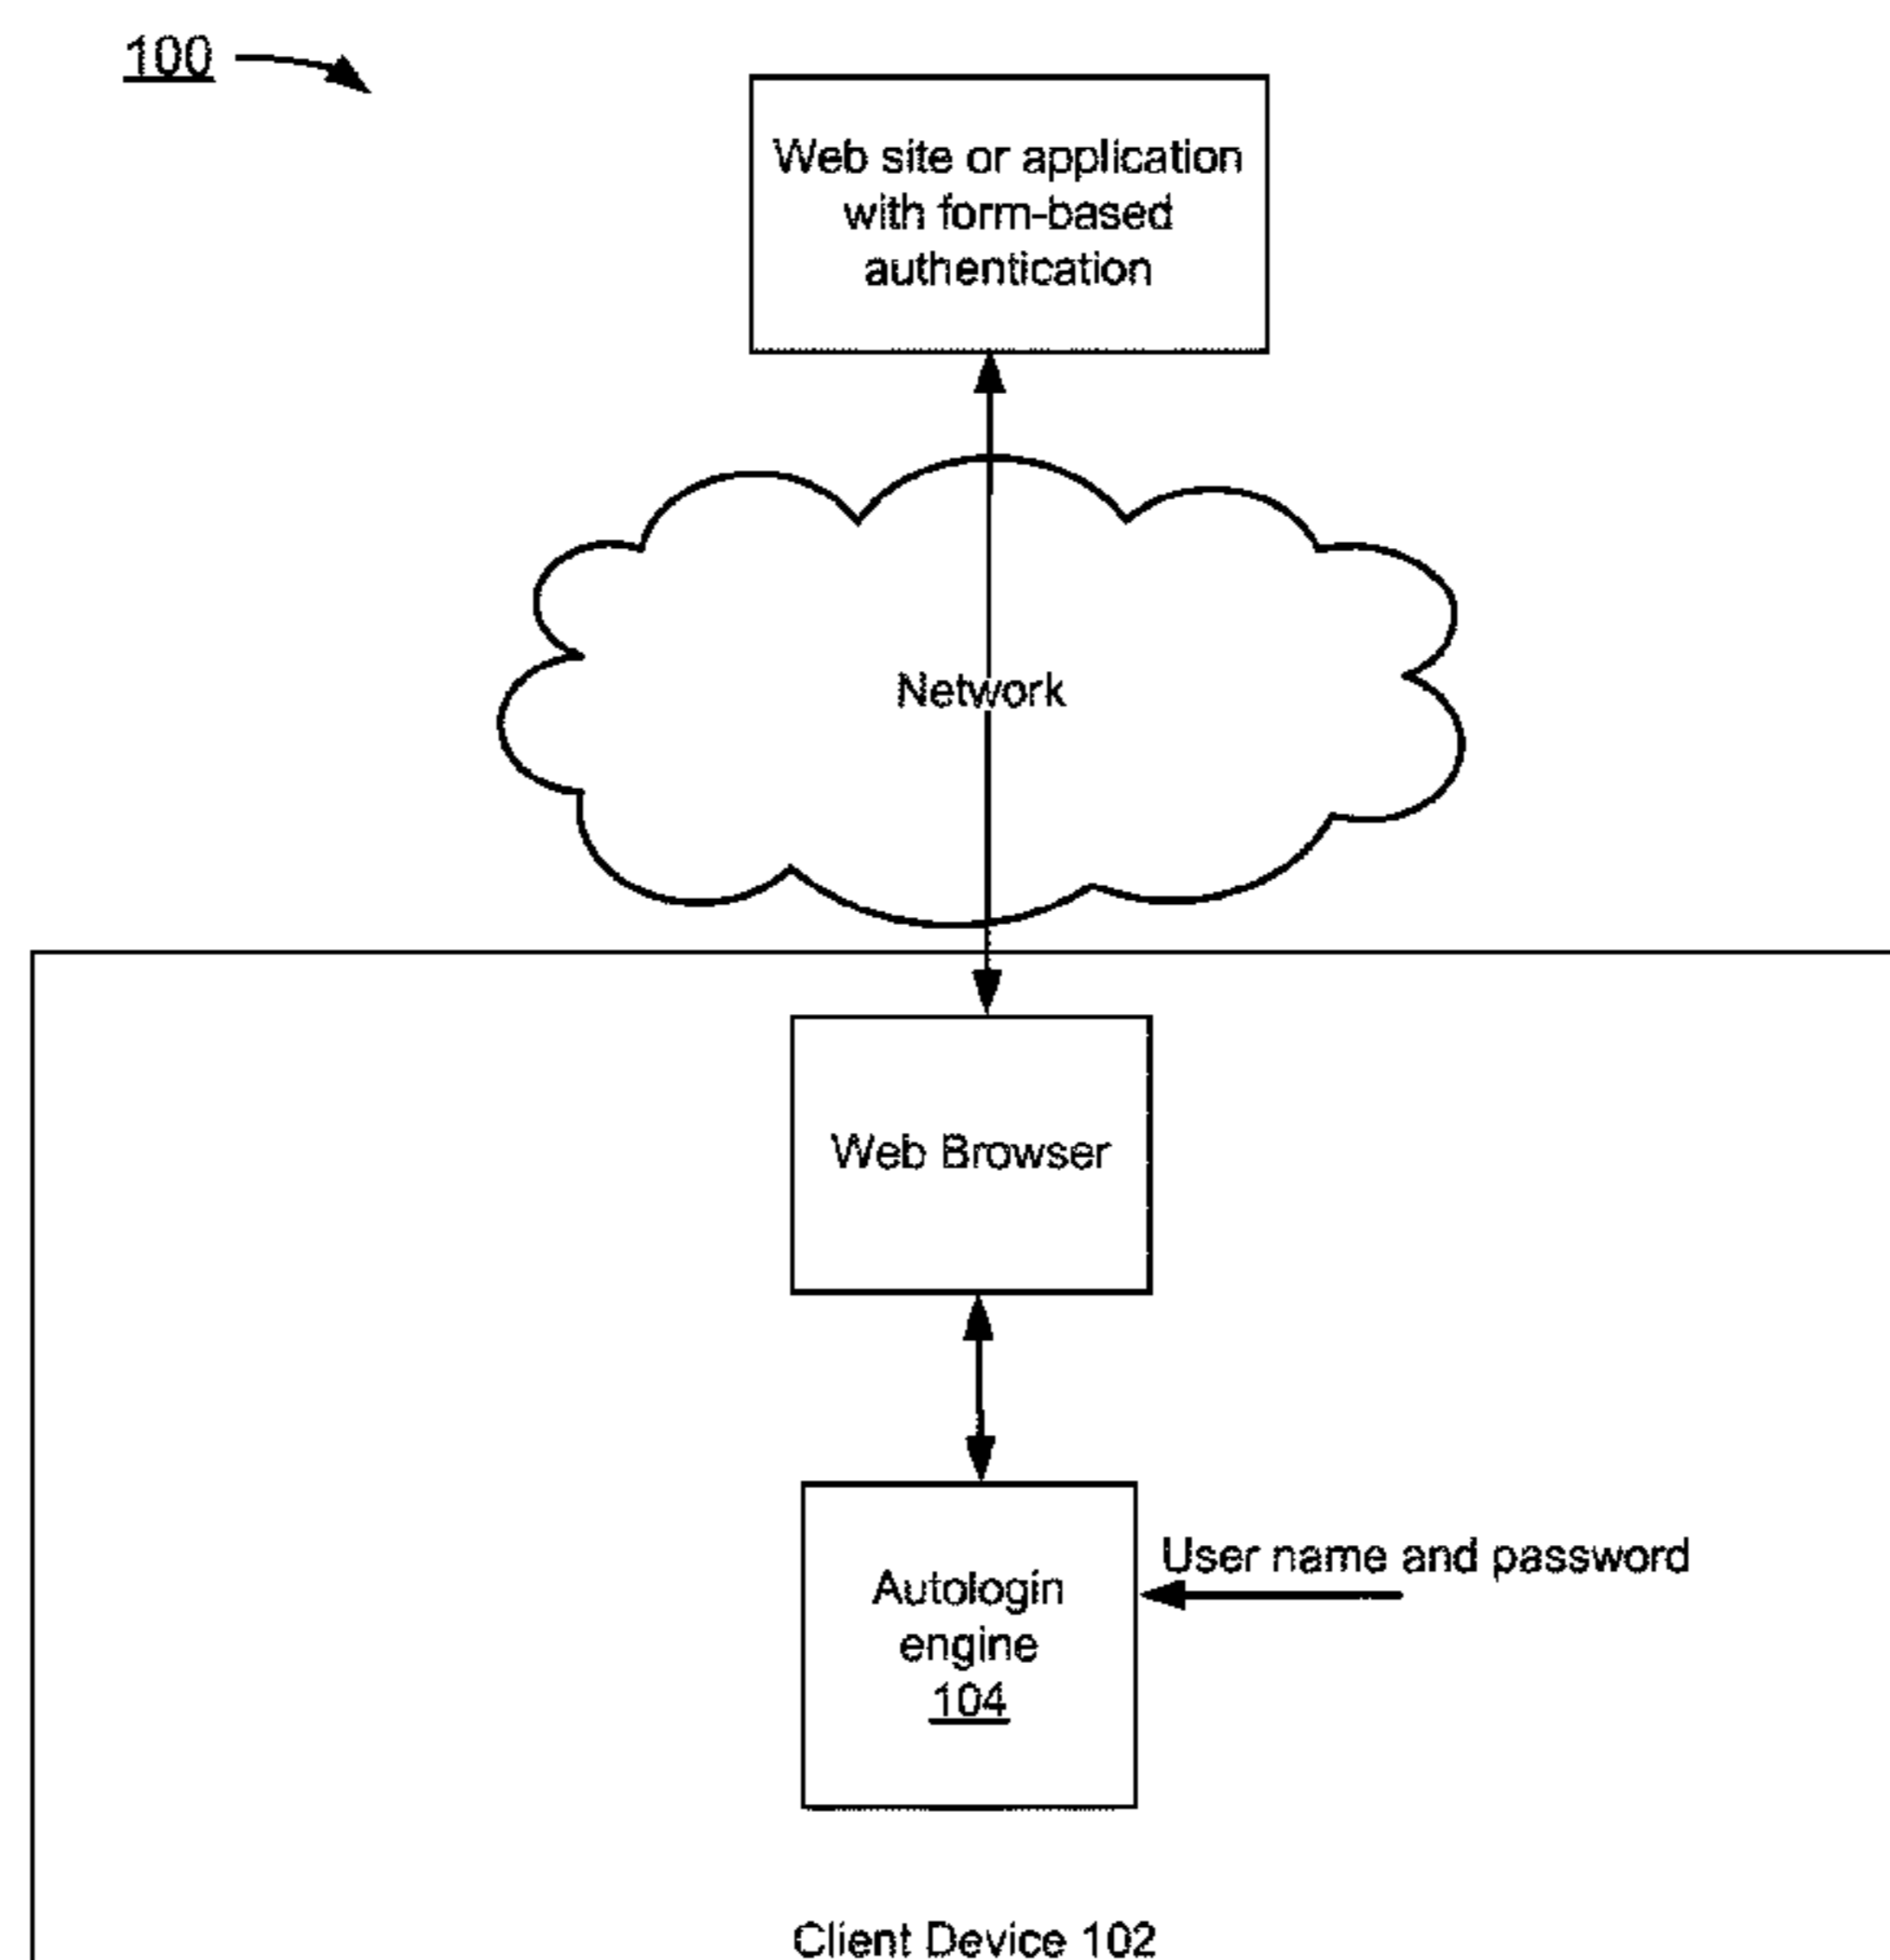 100
Web site or application
with form-based
authentication
Network
Web Browser
User name and password
Autologin
engine
104
Client Device 102